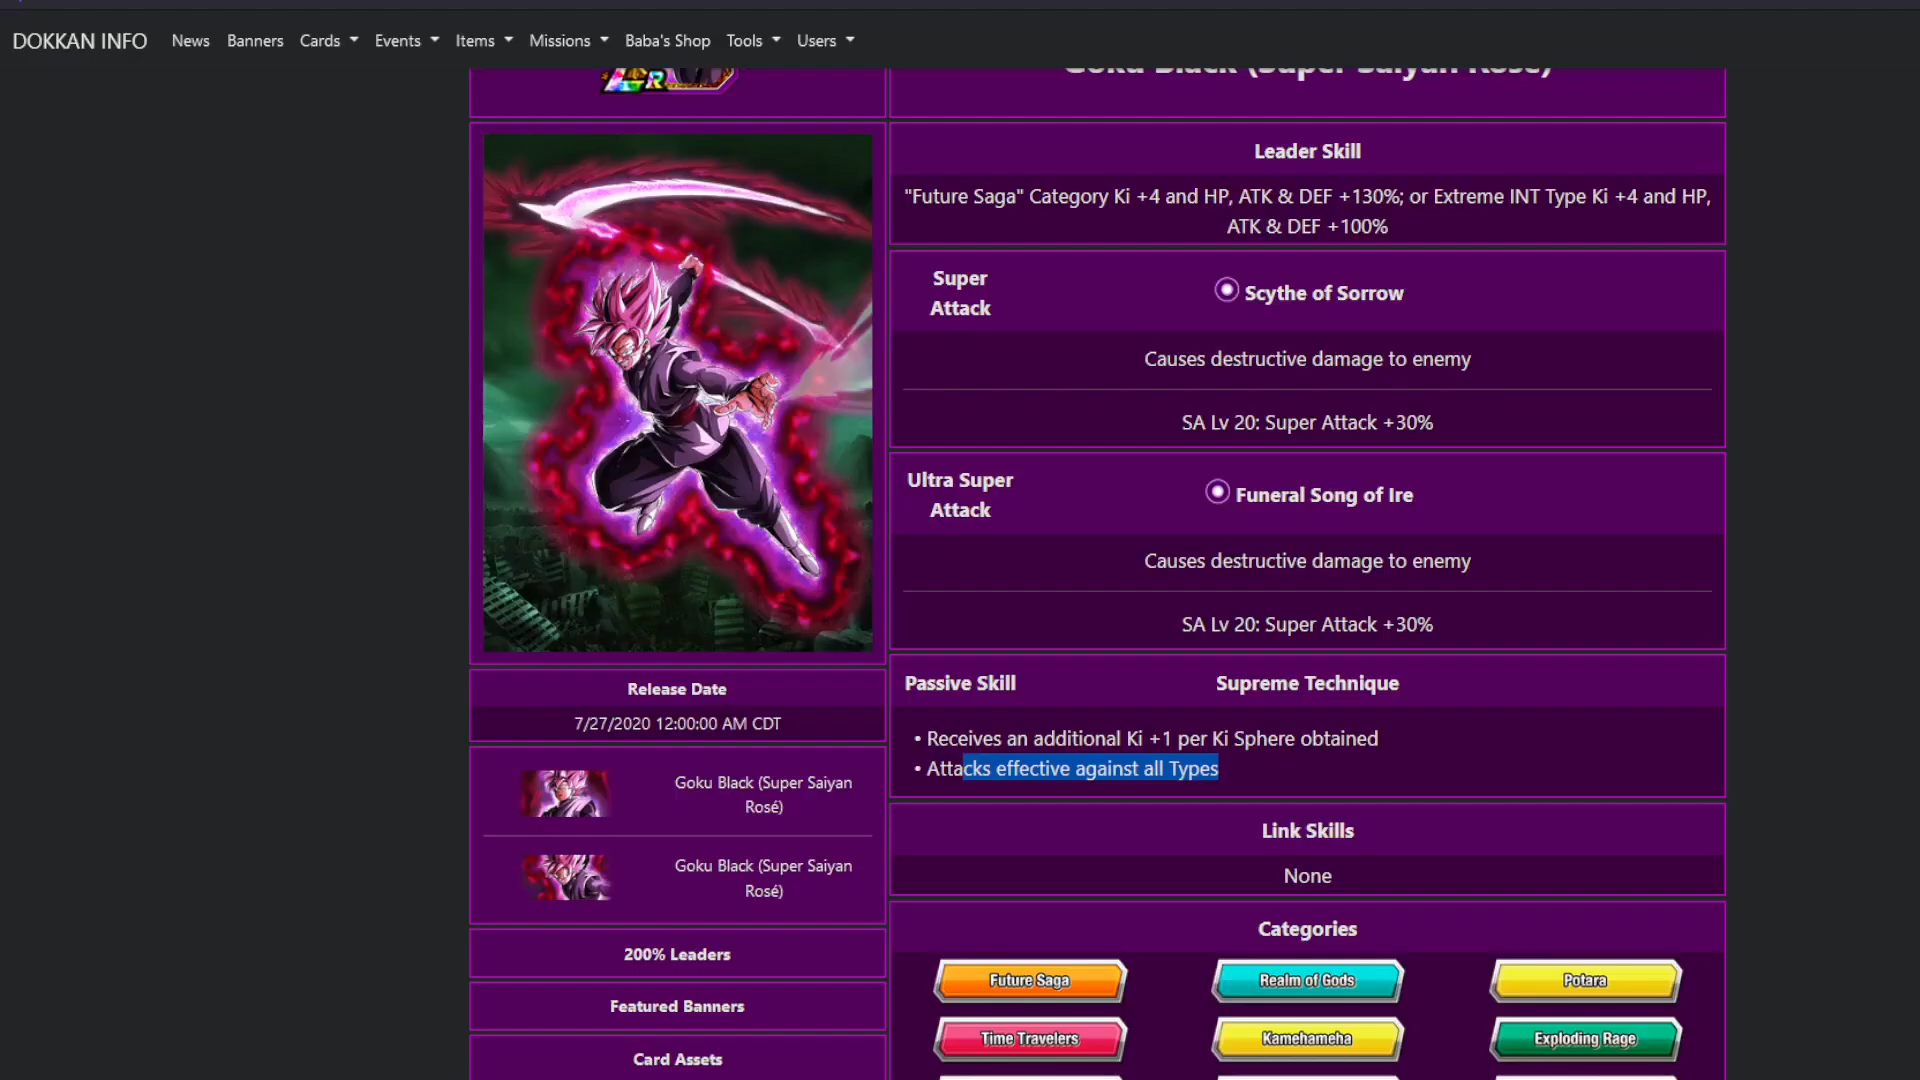 DOKKAN INFO News Banners Cards Events Items Missions Baba's Shop Tools Users
LR
Goku Black (Super Saiyan Rosé)
Leader Skill
"Future Saga" Category Ki +4 and HP, ATK & DEF +130%; or Extreme INT Type Ki +4 and HP,
ATK & DEF +100%
Super
Attack
Scythe of Sorrow
Causes destructive damage to enemy
SA Lv 20: Super Attack +30%
Ultra Super
Attack
Funeral Song of Ire
Causes destructive damage to enemy
SA Lv 20: Super Attack +30%
Passive Skill
Supreme Technique
• Receives an additional Ki +1 per Ki Sphere obtained
• Attacks effective against all Types
Link Skills
None
Categories
Future Saga
Realm of Gods
Potara
Time Travelers
Kamehameha
Exploding Rage
Release Date
7/27/2020 12:00:00 AM CDT
Goku Black (Super Saiyan
Rosé)
Goku Black (Super Saiyan
Rosé)
200% Leaders
Featured Banners
Card Assets